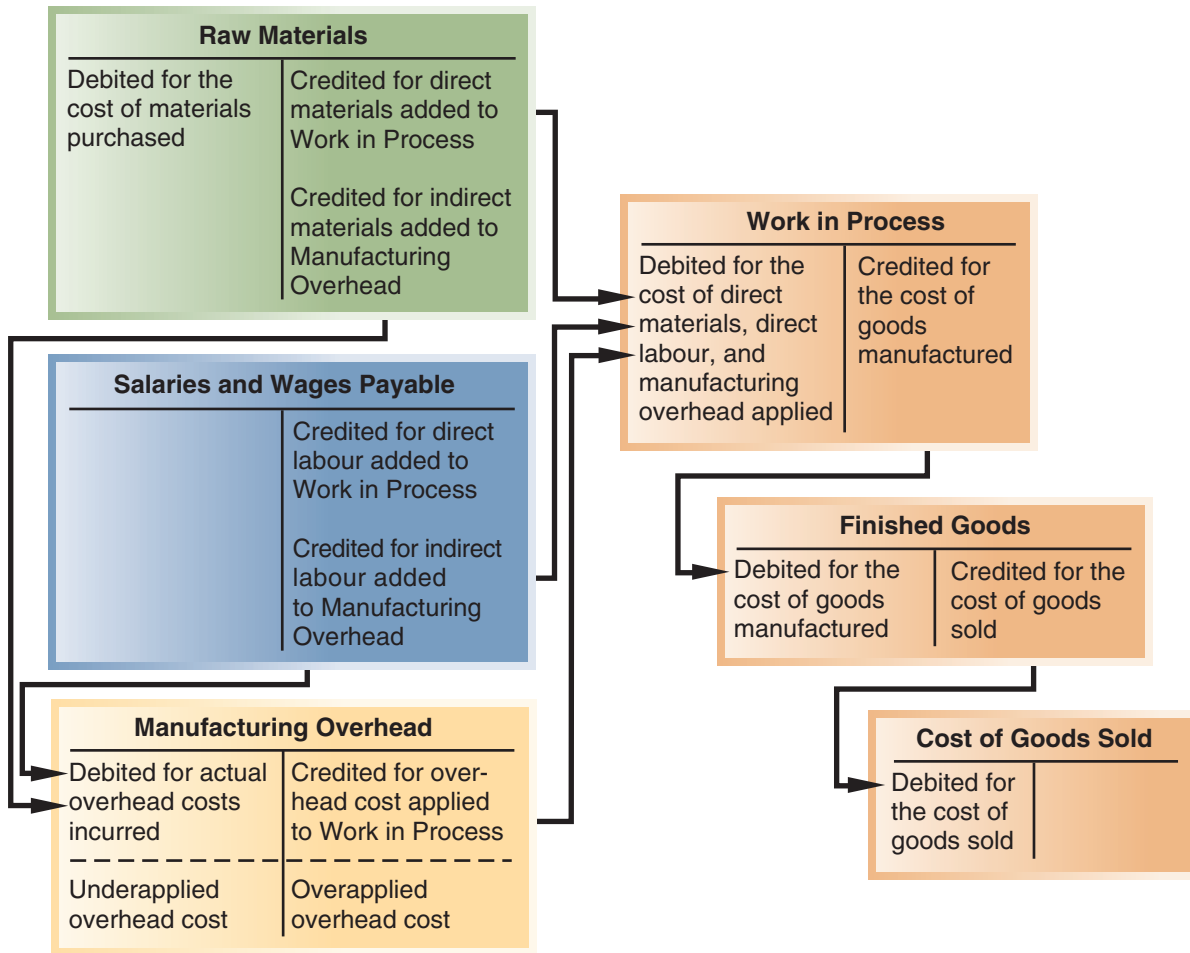 Raw Materials
Debited for the
cost of materials
purchased
Credited for direct
materials added to
Work in Process
Credited for indirect
materials added to
Manufacturing
Overhead
Salaries and Wages Payable
Credited for direct
labour added to
Work in Process
Credited for indirect
labour added
to Manufacturing
Overhead
Manufacturing Overhead
Debited for actual
overhead costs
incurred
Credited for over-
head cost applied
to Work in Process
Underapplied
overhead cost
Overapplied
overhead cost
Work in Process
Debited for the
cost of direct
materials, direct
labour, and
manufacturing
overhead applied
Credited for
the cost of
goods
manufactured
Finished Goods
Debited for the
cost of goods
manufactured
Credited for the
cost of goods
sold
Cost of Goods Sold
Debited for
the cost of
goods sold